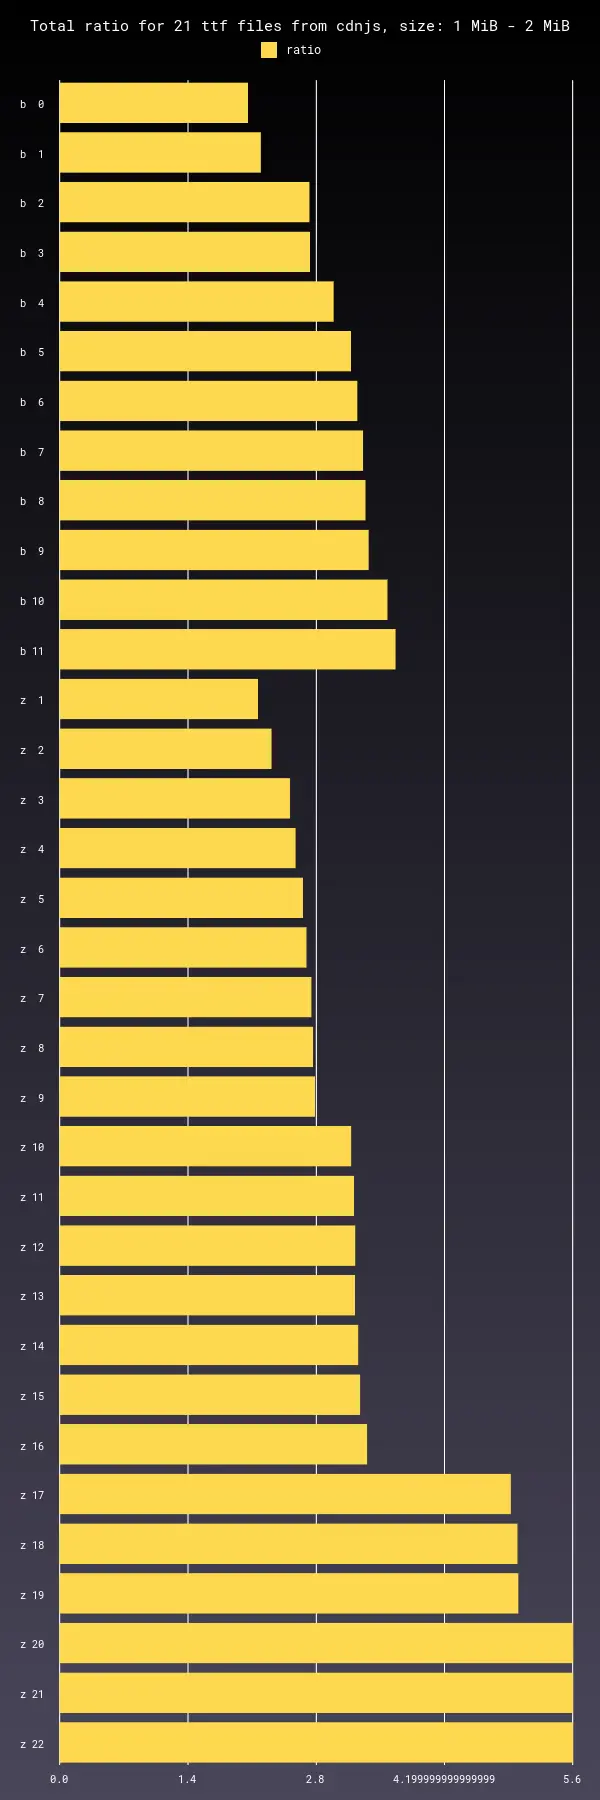 Total ratio for 21 ttf files from cdnjs, size: 1 MiB - 2 MiB
ratio
b 0
b 1
b 2
b 3
b 4
b 5
b 6
b 7
b 8
b 9
b 10
b 11
z 1
z 2
z 3
z 4
z 5
z 6
z 7
z 8
z 9
z 10
z 11
z 12
z 13
z 14
z 15
z 16
z 17
z 18
z 19
z 20
z 21
z 22
0.0 1.4 2.8 4.199999999999999 5.6